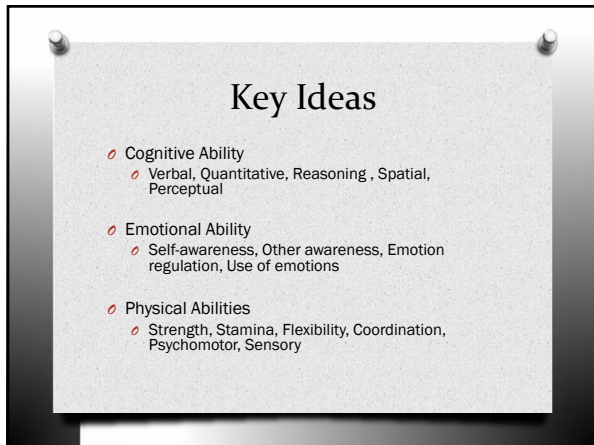 Key Ideas
Cognitive Ability
Verbal, Quantitative, Reasoning , Spatial,
Perceptual
Emotional Ability
Self-awareness, Other awareness, Emotion
regulation, Use of emotions
Physical Abilities
Strength, Stamina, Flexibility, Coordination,
Psychomotor, Sensory